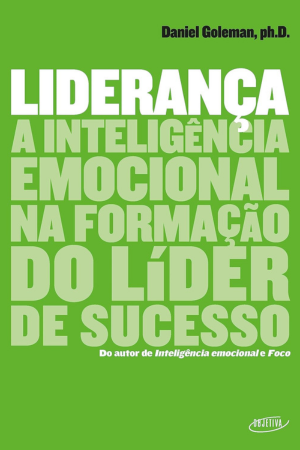 Daniel Goleman, ph.D.
LIDERANÇA
A INTELIGÊNCIA
EMOCIONAL
NA FORMAÇÃO
DO LÍDER
DE SUCESSO
Do autor de Inteligência emocional e Foco
OBJETIVA